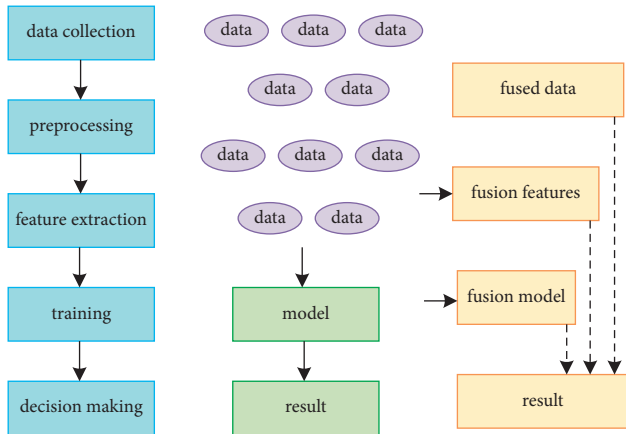 data collection
preprocessing
feature extraction
training
decision making
data data data
data data
data data data
data data
model
result
fused data
fusion features
fusion model
result